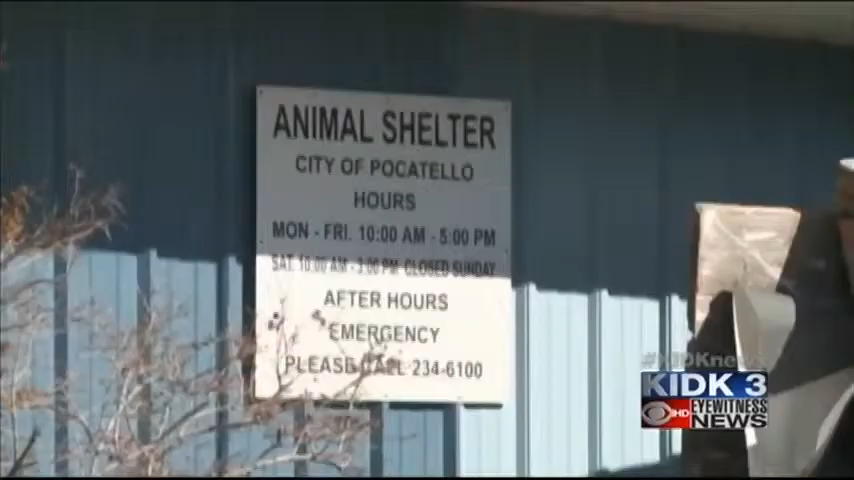 ANIMAL SHELTER
CITY OF POCATELLO
HOURS
MON - FRI. 10:00 AM - 5:00 PM
SAT. 10:00 AM - 3:00 PM CLOSED SUNDAY
AFTER HOURS
EMERGENCY
PLEASE CALL 234-6100
#KIDKnews
KIDK 3
HD EYEWITNESS
NEWS